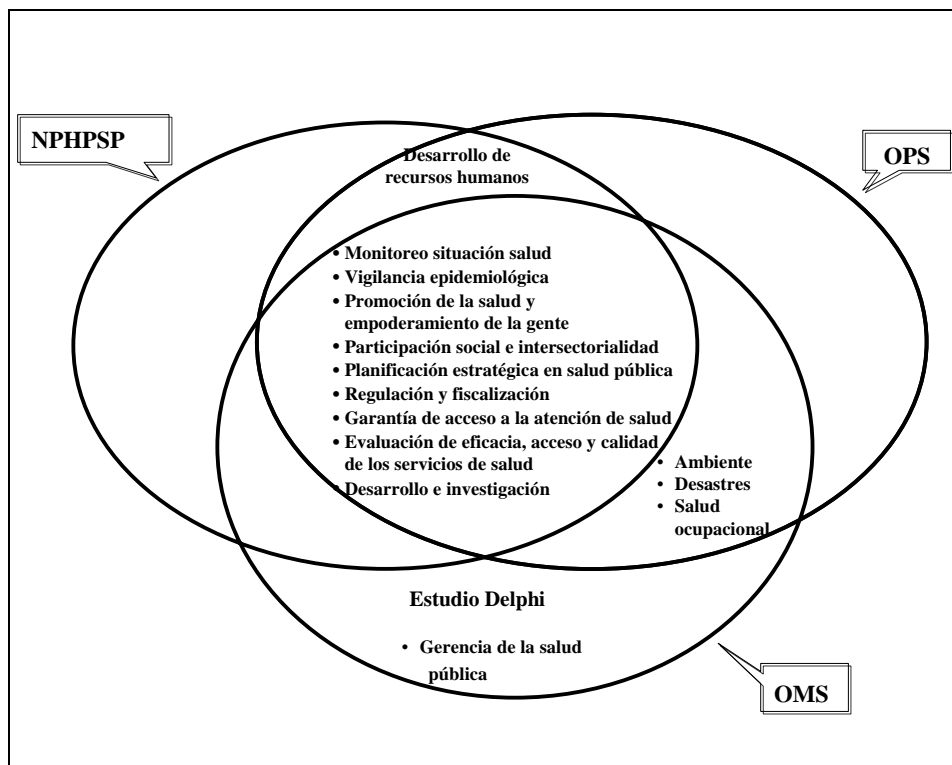 NPHPSP
OPS
Desarrollo de
recursos humanos
• Monitoreo situación salud
• Vigilancia epidemiológica
• Promoción de la salud y
empoderamiento de la gente
• Participación social e intersectorialidad
• Planificación estratégica en salud pública
• Regulación y fiscalización
• Garantía de acceso a la atención de salud
• Evaluación de eficacia, acceso y calidad
de los servicios de salud
• Desarrollo e investigación
• Ambiente
• Desastres
• Salud
ocupacional
Estudio Delphi
• Gerencia de la salud
pública
OMS